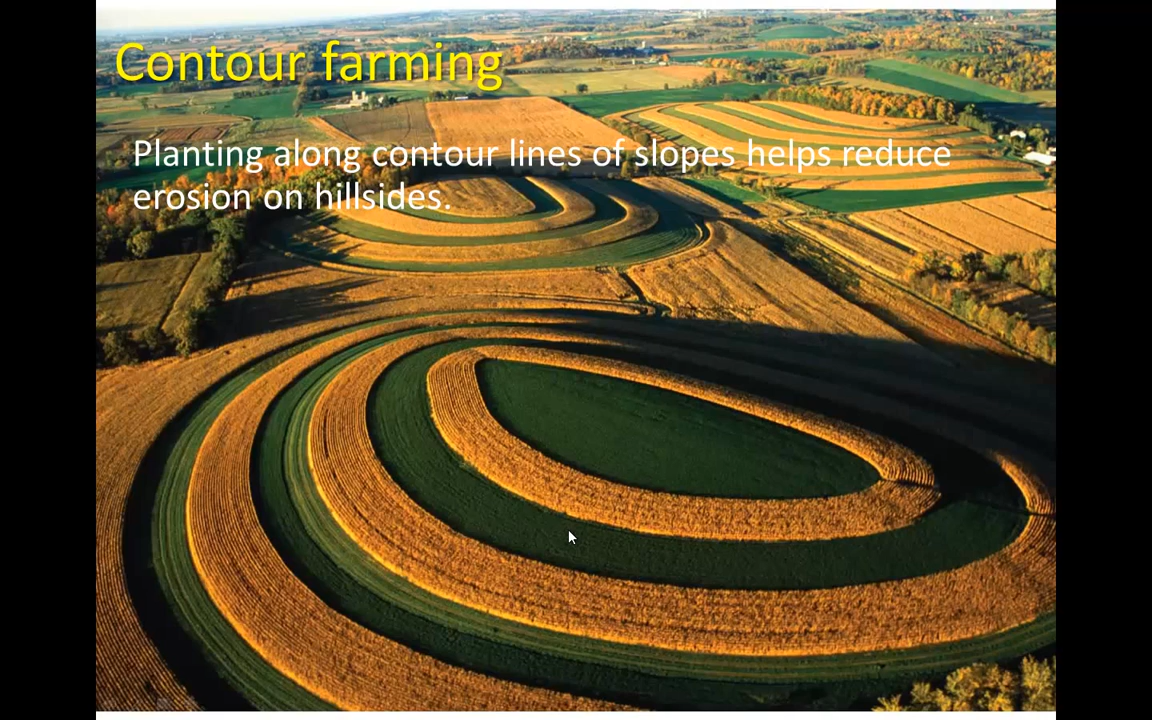 Contour farming
Planting along contour lines of slopes helps reduce
erosion on hillsides.